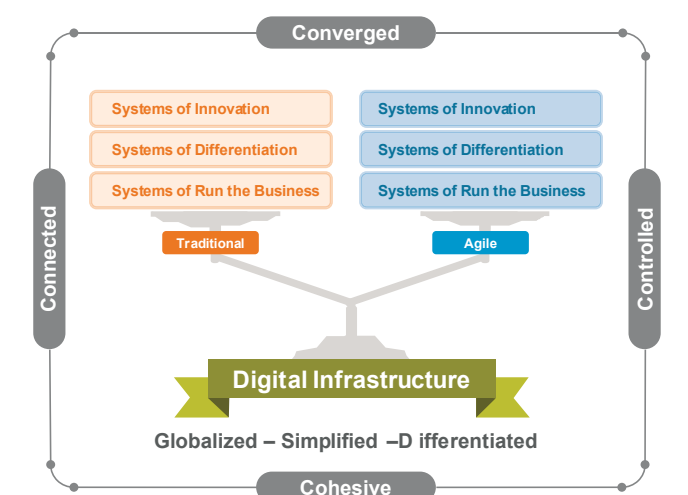 Converged
Systems of Innovation
Systems of Innovation
Systems of Differentiation
Systems of Differentiation
Systems of Run the Business
Systems of Run the Business
Connected
Controlled
Traditional
Agile
Digital Infrastructure
Globalized – Simplified –D ifferentiated
Cohesive